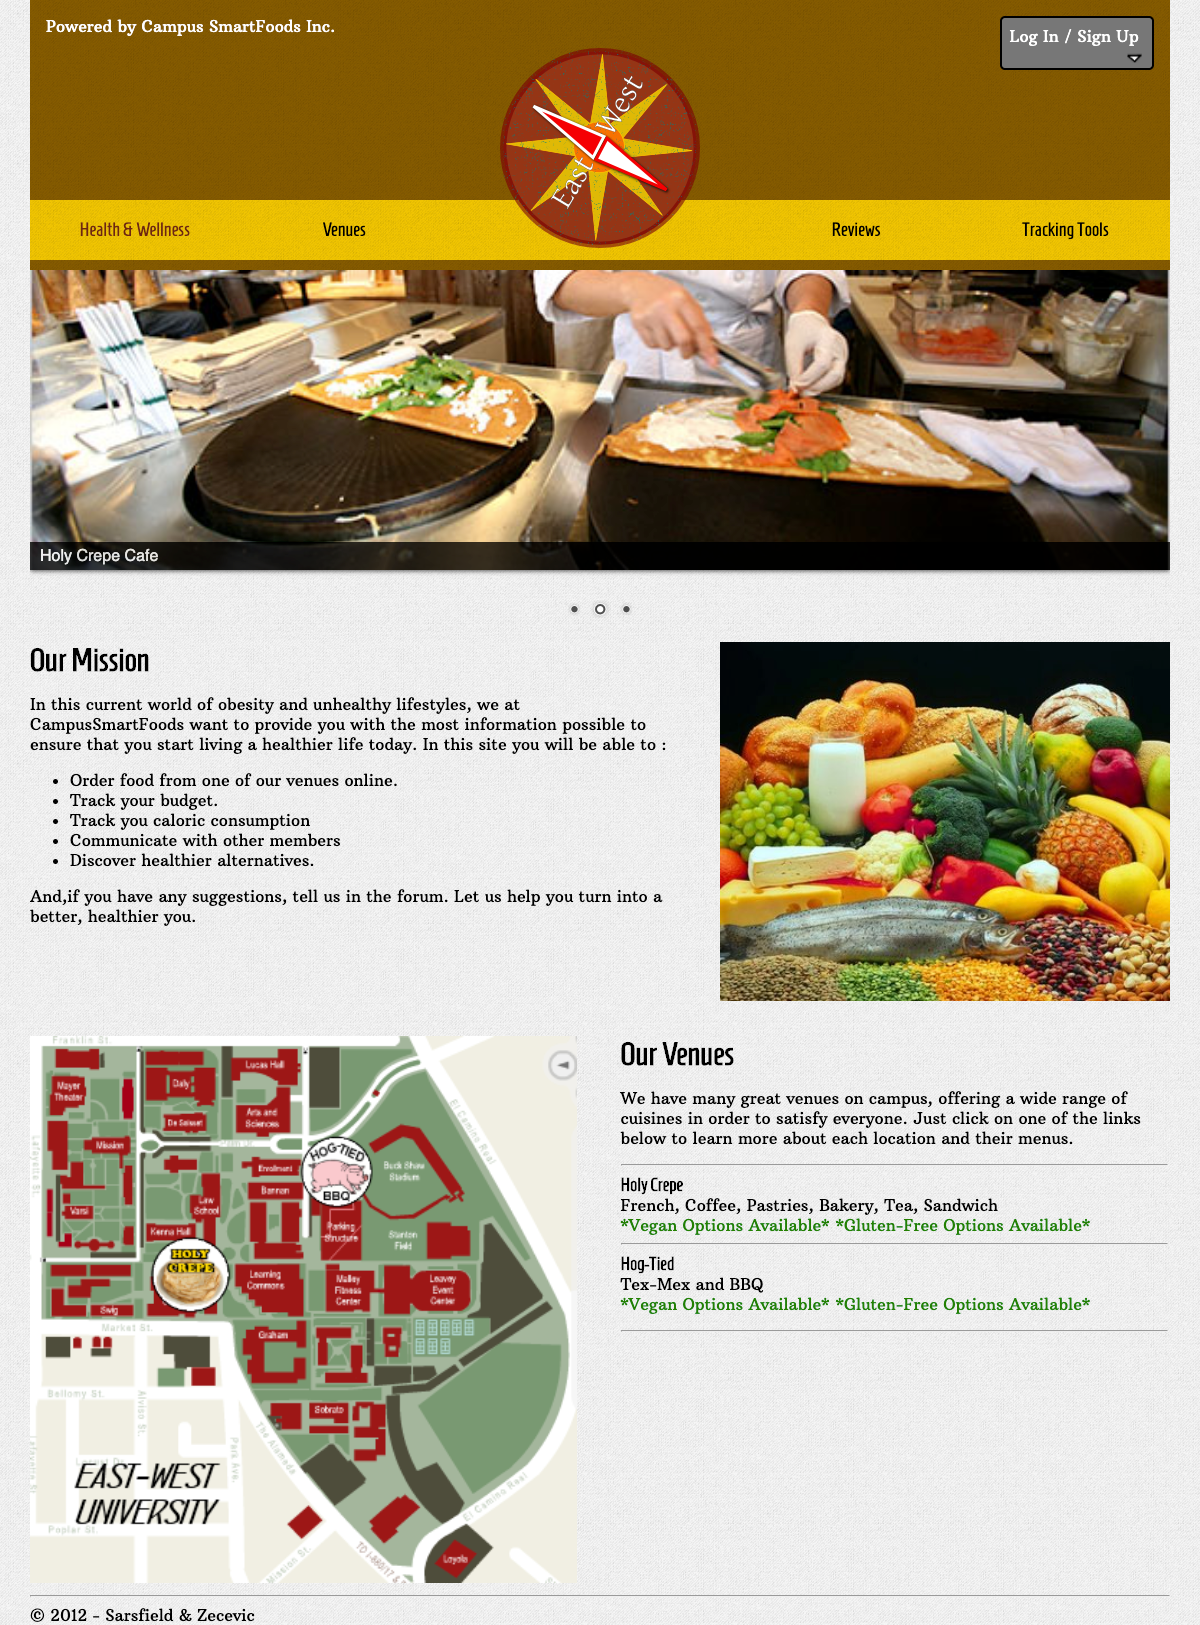 Powered by Campus SmartFoods Inc.
Log In / Sign Up
East West
Health & Wellness
Venues
Reviews
Tracking Tools
Holy Crepe Cafe
Our Mission
In this current world of obesity and unhealthy lifestyles, we at
CampusSmartFoods want to provide you with the most information possible to
ensure that you start living a healthier life today. In this site you will be able to :
Order food from one of our venues online.
Track your budget.
Track you caloric consumption
Communicate with other members
Discover healthier alternatives.
And,if you have any suggestions, tell us in the forum. Let us help you turn into a
better, healthier you.
Franklin St.
Lucas Hall
Mayer
Theater
Daly
Arts and
Sciences
De Saisset
El Camino Real
Lafayette St.
Mission
HOG-TIED
BBQ
Buck Shaw
Stadium
Enrolment
Bannan
Law
School
Varsi
Kenna Hall
Parking
Structure
Stanton
Field
HOLY
CREPE
Learning
Commons
Malley
Fitness
Center
Leavey
Event
Center
Swig
Market St.
Graham
Bellomy St.
Alviso St.
Sobrato
The Alameda
Park Ave.
EAST-WEST
UNIVERSITY
El Camino Real
Poplar St.
Mission St.
Loyola
Our Venues
We have many great venues on campus, offering a wide range of
cuisines in order to satisfy everyone. Just click on one of the links
below to learn more about each location and their menus.
Holy Crepe
French, Coffee, Pastries, Bakery, Tea, Sandwich
*Vegan Options Available* *Gluten-Free Options Available*
Hog-Tied
Tex-Mex and BBQ
*Vegan Options Available* *Gluten-Free Options Available*
© 2012 - Sarsfield & Zecevic